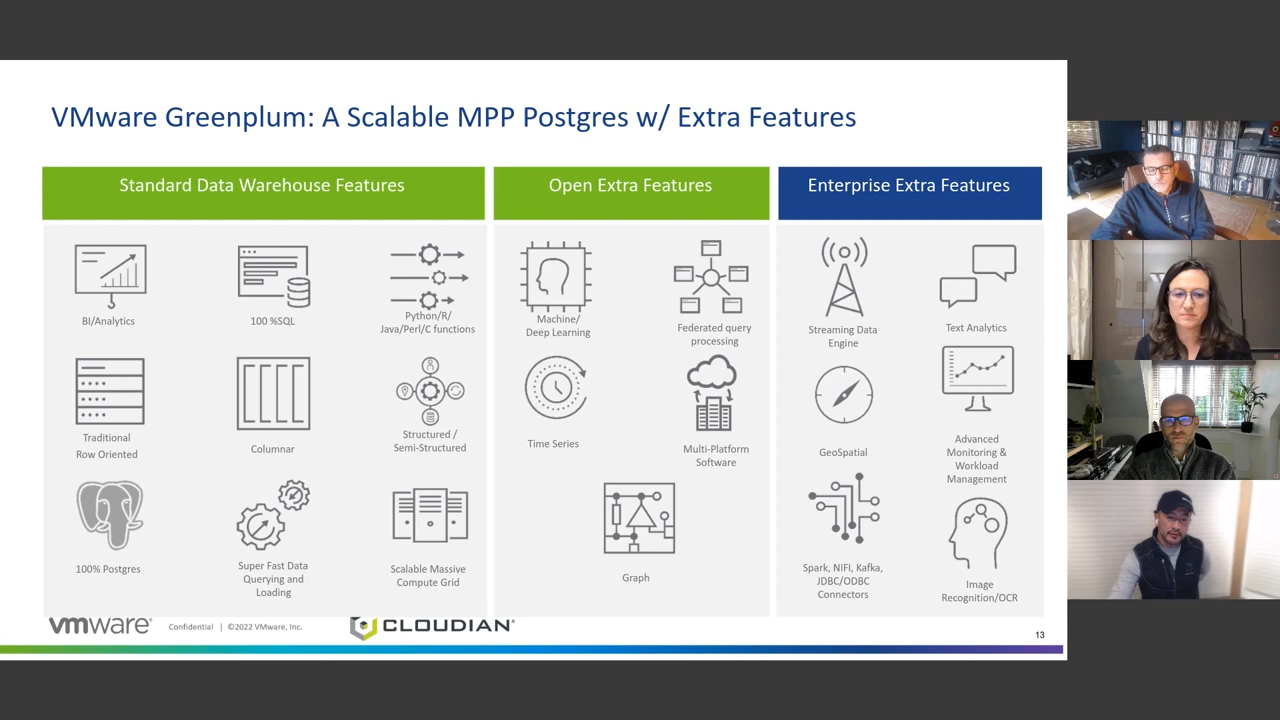 VMware Greenplum: A Scalable MPP Postgres w/ Extra Features
Standard Data Warehouse Features
BI/Analytics
100 %SQL
Python/R/
Java/Perl/C functions
Traditional
Row Oriented
Columnar
Structured /
Semi-Structured
100% Postgres
Super Fast Data
Querying and
Loading
Scalable Massive
Compute Grid
Open Extra Features
Machine/
Deep Learning
Federated query
processing
Time Series
Multi-Platform
Software
Graph
Enterprise Extra Features
Streaming Data
Engine
Text Analytics
GeoSpatial
Advanced
Monitoring &
Workload
Management
Spark, NIFI, Kafka,
JDBC/ODBC
Connectors
Image
Recognition/OCR
vmware®
Confidential | ©2022 VMware, Inc.
CLOUDIAN®
13